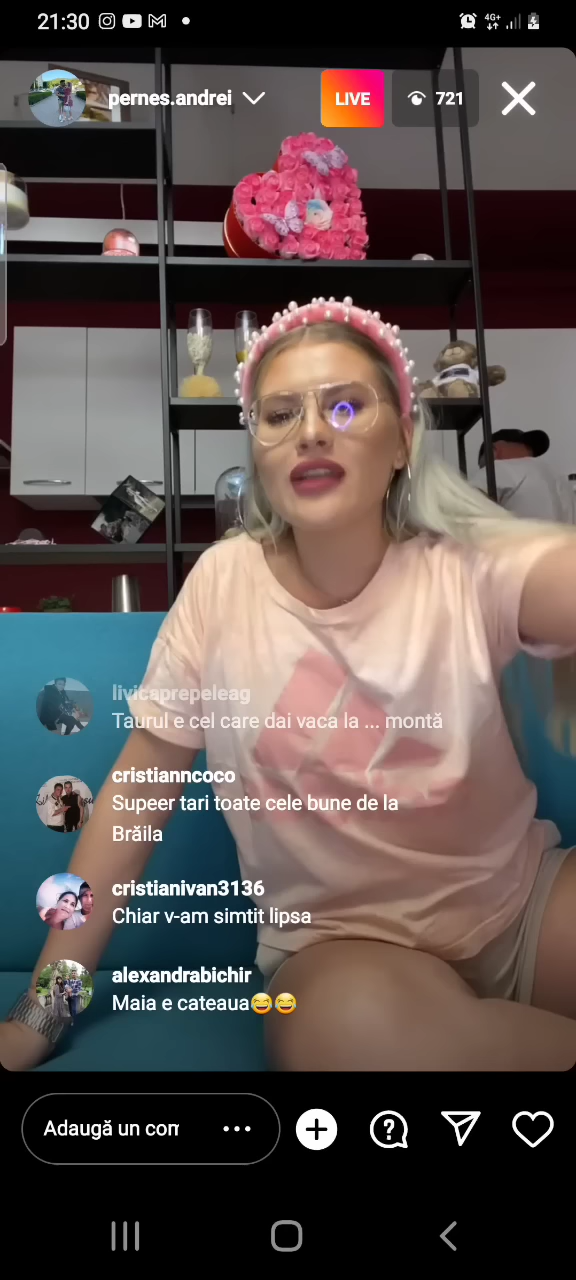 21:30
4G+
pernes.andrei
LIVE
721
livicaprepeleag
Taurul e cel care dai vaca la ... montă
cristianncoco
Supeer tari toate cele bune de la
Brăila
cristianivan3136
Chiar v-am simtit lipsa
alexandrabichir
Maia e cateaua😂😂
Adaugă un com